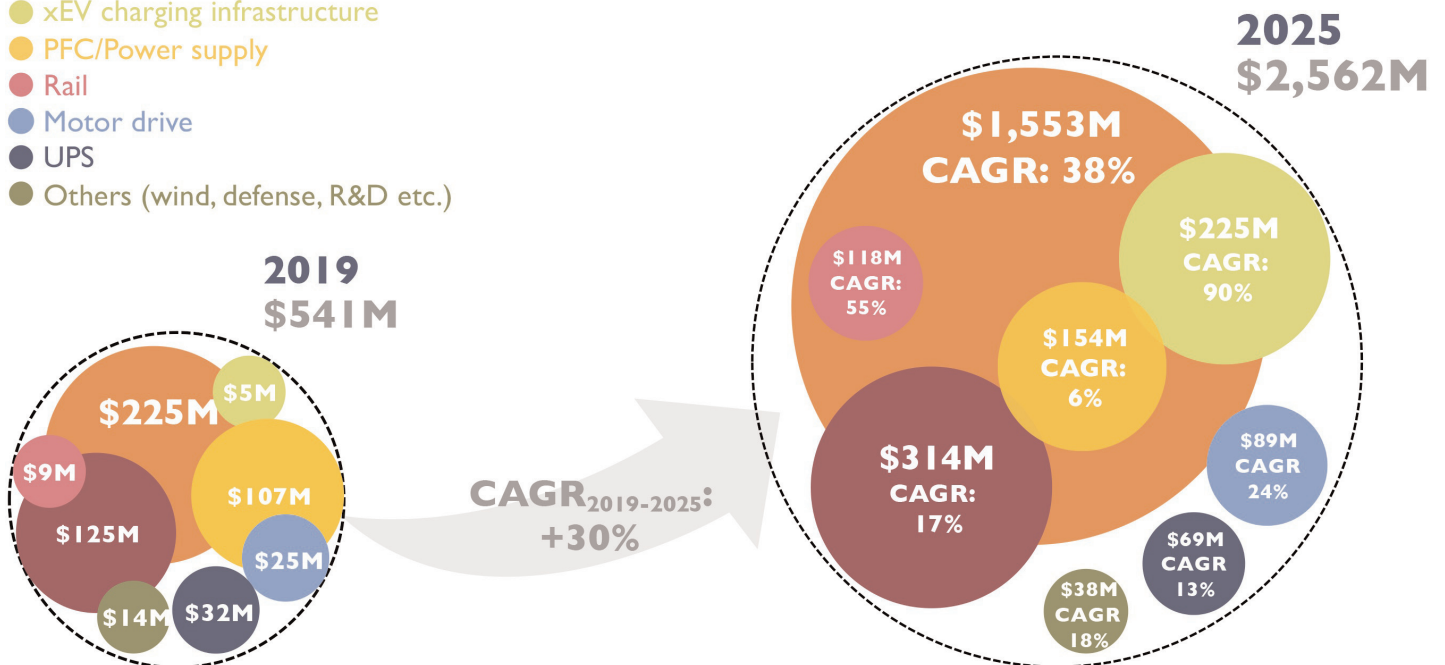 xEV charging infrastructure
PFC/Power supply
Rail
Motor drive
UPS
Others (wind, defense, R&D etc.)
2019
$541M
$225M
$5M
$9M
$107M
$125M
$25M
$14M
$32M
CAGR2019-2025:
+30%
2025
$2,562M
$1,553M
CAGR: 38%
$225M
CAGR:
90%
$118M
CAGR:
55%
$154M
CAGR:
6%
$314M
CAGR:
17%
$89M
CAGR
24%
$69M
CAGR
13%
$38M
CAGR
18%